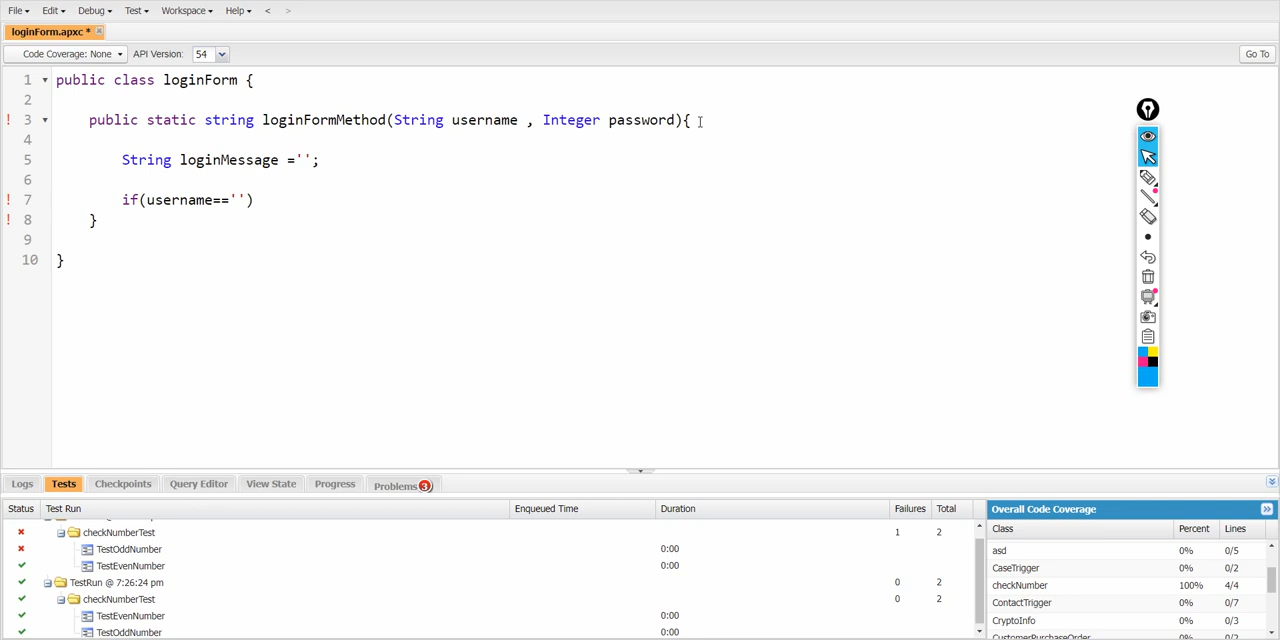 File Edit Debug Test Workspace Help < >
loginForm.apxc *
Code Coverage: None API Version: 54 Go To
1 public class loginForm {
2
! 3 public static string loginFormMethod(String username , Integer password){
4
5 String loginMessage ='';
6
! 7 if(username=='')
! 8 }
9
10 }
Logs Tests Checkpoints Query Editor View State Progress Problems 3
Status Test Run Enqueued Time Duration Failures Total
checkNumberTest 1 2
TestOddNumber 0:00
TestEvenNumber 0:00
TestRun @ 7:26:24 pm 0 2
checkNumberTest 0 2
TestEvenNumber 0:00
TestOddNumber 0:00
Overall Code Coverage
Class Percent Lines
asd 0% 0/5
CaseTrigger 0% 0/2
checkNumber 100% 4/4
ContactTrigger 0% 0/7
CryptoInfo 0% 0/3
CustomerPurchaseOrder 0% 0/2